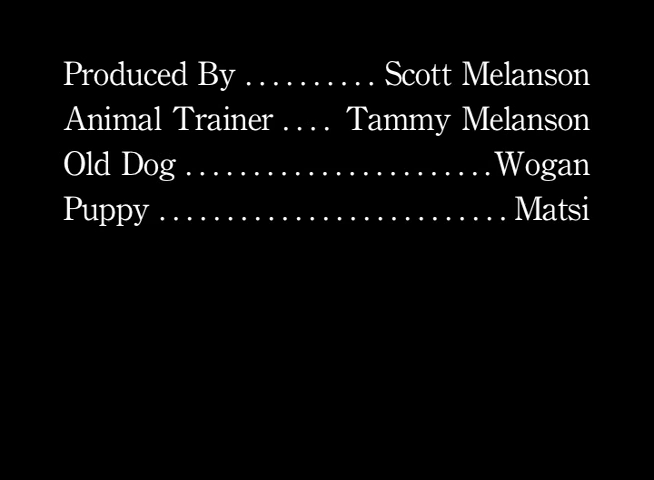 Produced By .......... Scott Melanson
Animal Trainer .... Tammy Melanson
Old Dog .......................Wogan
Puppy .......................... Matsi